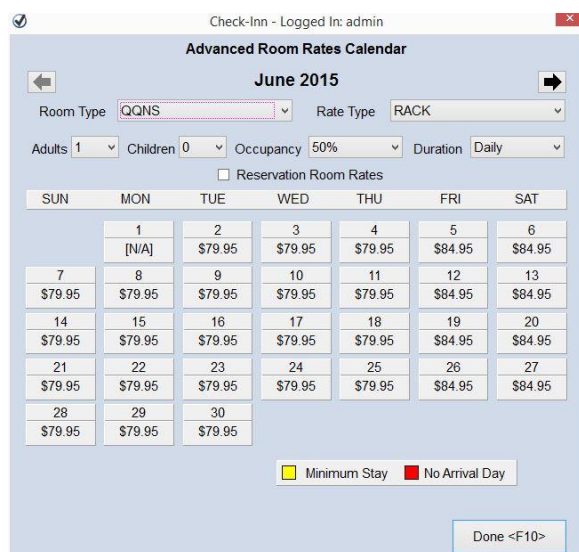 Check-Inn - Logged In: admin
Advanced Room Rates Calendar
June 2015
Room Type QQNS Rate Type RACK
Adults 1 Children 0 Occupancy 50% Duration Daily
Reservation Room Rates
SUN MON TUE WED THU FRI SAT
1 2 3 4 5 6
[N/A] $79.95 $79.95 $79.95 $84.95 $84.95
7 8 9 10 11 12 13
$79.95 $79.95 $79.95 $79.95 $79.95 $84.95 $84.95
14 15 16 17 18 19 20
$79.95 $79.95 $79.95 $79.95 $79.95 $84.95 $84.95
21 22 23 24 25 26 27
$79.95 $79.95 $79.95 $79.95 $79.95 $84.95 $84.95
28 29 30
$79.95 $79.95 $79.95
Minimum Stay No Arrival Day
Done <F10>